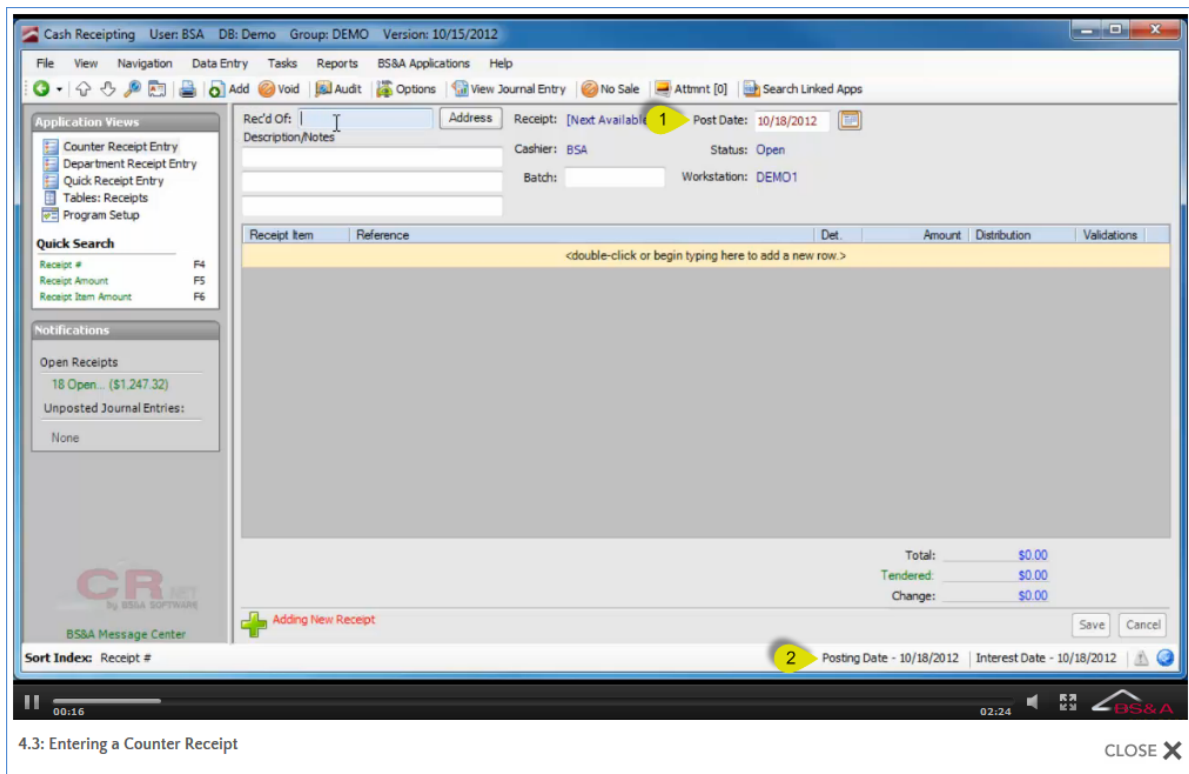 Cash Receipting User: BSA DB: Demo Group: DEMO Version: 10/15/2012
File View Navigation Data Entry Tasks Reports BS&A Applications Help
Add Void Audit Options View Journal Entry No Sale Attmnt [0] Search Linked Apps
Application Views
Counter Receipt Entry
Department Receipt Entry
Quick Receipt Entry
Tables: Receipts
Program Setup
Quick Search
Receipt # F4
Receipt Amount F5
Receipt Item Amount F6
Notifications
Open Receipts
18 Open... ($1,247.32)
Unposted Journal Entries:
None
CR.NET
by BS&A SOFTWARE
BS&A Message Center
Rec'd Of: Address Receipt: [Next Availabl 1 Post Date: 10/18/2012
Description/Notes
Cashier: BSA Status: Open
Batch: Workstation: DEMO1
Receipt Item Reference Det. Amount Distribution Validations
<double-click or begin typing here to add a new row.>
Total: $0.00
Tendered: $0.00
Change: $0.00
Adding New Receipt
Save Cancel
Sort Index: Receipt # 2 Posting Date - 10/18/2012 Interest Date - 10/18/2012
00:16 02:24 BS&A
4.3: Entering a Counter Receipt
CLOSE X